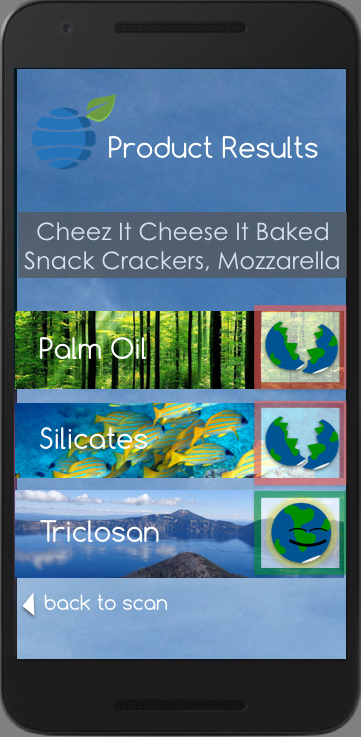 Product Results
Cheez It Cheese It Baked
Snack Crackers, Mozzarella
Palm Oil
Silicates
Triclosan
back to scan